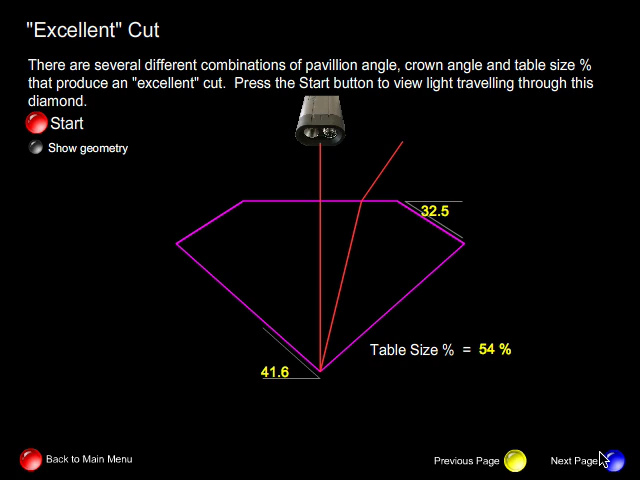 "Excellent" Cut
There are several different combinations of pavillion angle, crown angle and table size %
that produce an "excellent" cut. Press the Start button to view light travelling through this
diamond.
Start
Show geometry
32.5
Table Size % = 54 %
41.6
Back to Main Menu
Previous Page
Next Page